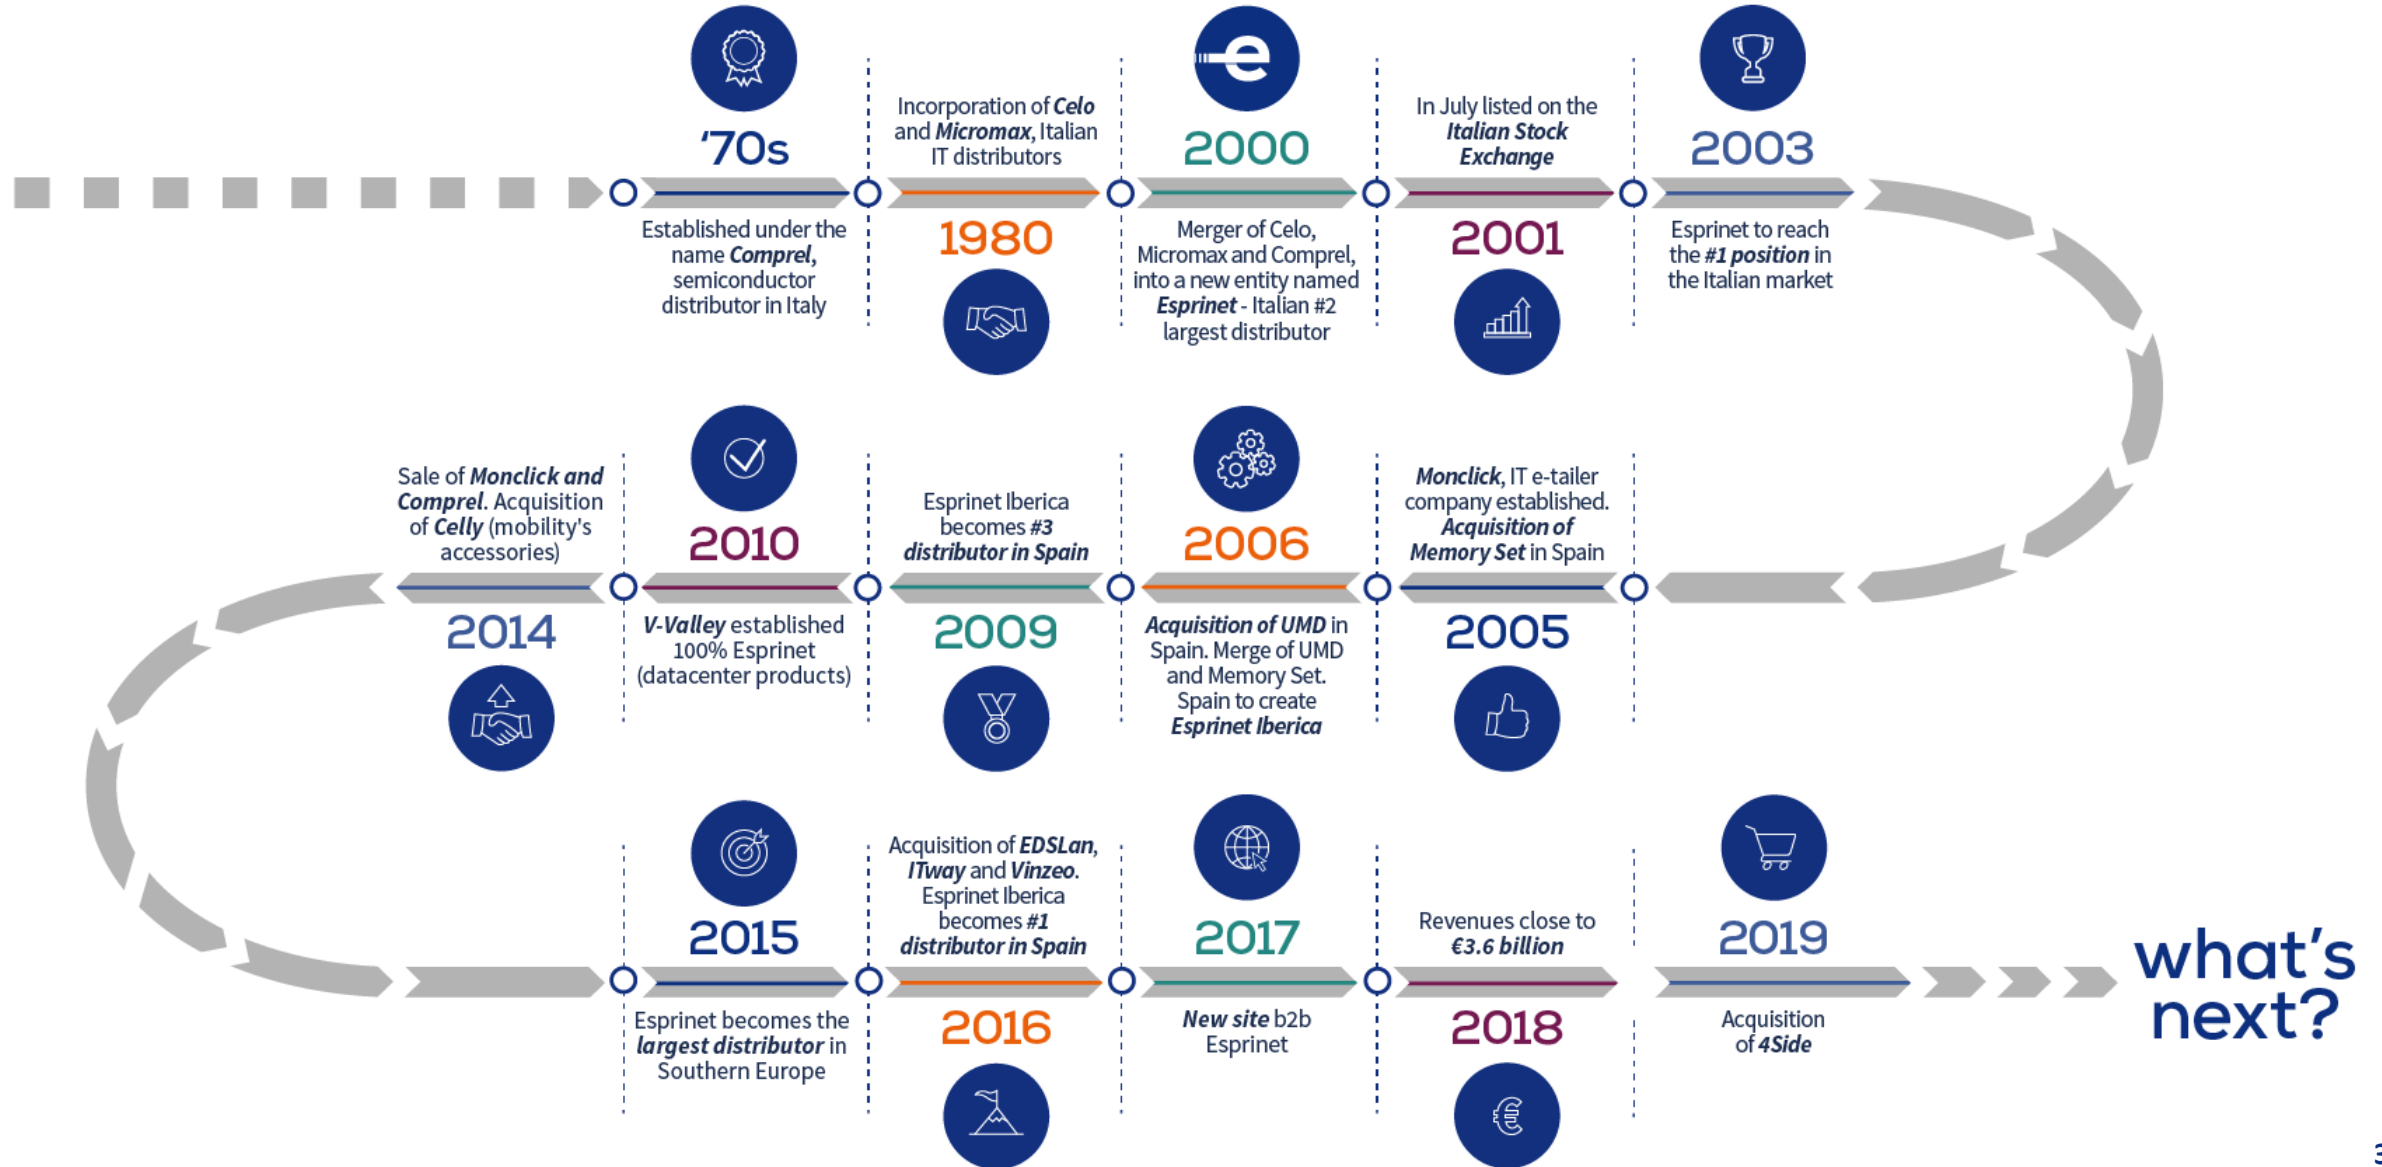 ‘70s
Established under the
name Comprel,
semiconductor
distributor in Italy
Incorporation of Celo
and Micromax, Italian
IT distributors
1980
e
2000
Merger of Celo,
Micromax and Comprel,
into a new entity named
Esprinet - Italian #2
largest distributor
In July listed on the
Italian Stock
Exchange
2001
2003
Esprinet to reach
the #1 position in
the Italian market
Monclick, IT e-tailer
company established.
Acquisition of
Memory Set in Spain
2005
2006
Acquisition of UMD in
Spain. Merge of UMD
and Memory Set.
Spain to create
Esprinet Iberica
Esprinet Iberica
becomes #3
distributor in Spain
2009
2010
V-Valley established
100% Esprinet
(datacenter products)
Sale of Monclick and
Comprel. Acquisition
of Celly (mobility's
accessories)
2014
2015
Esprinet becomes the
largest distributor in
Southern Europe
Acquisition of EDSLan,
ITway and Vinzeo.
Esprinet Iberica
becomes #1
distributor in Spain
2016
2017
New site b2b
Esprinet
Revenues close to
€3.6 billion
2018
€
2019
Acquisition
of 4Side
what’s
next?